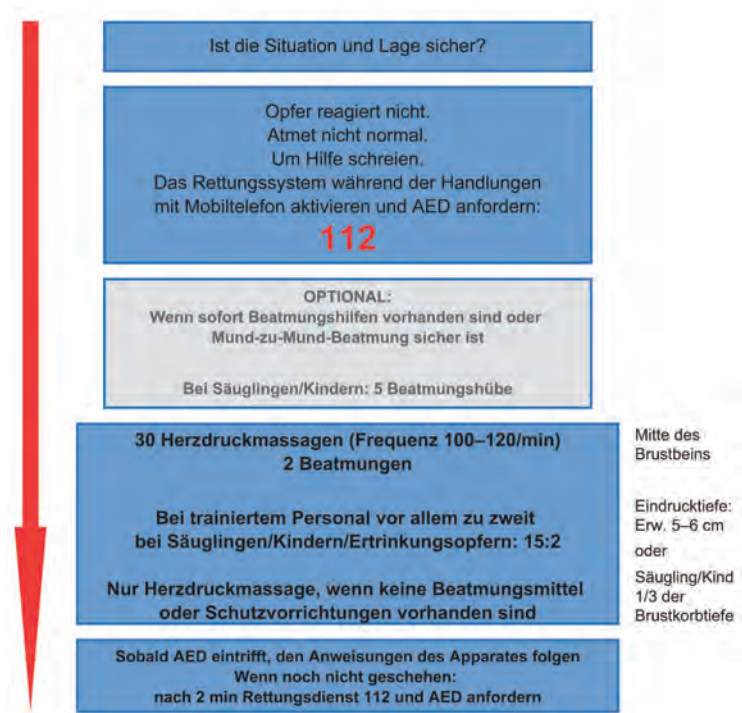 Ist die Situation und Lage sicher?
Opfer reagiert nicht.
Atmet nicht normal.
Um Hilfe schreien.
Das Rettungssystem während der Handlungen
mit Mobiltelefon aktivieren und AED anfordern:
112
OPTIONAL:
Wenn sofort Beatmungshilfen vorhanden sind oder
Mund-zu-Mund-Beatmung sicher ist
Bei Säuglingen/Kindern: 5 Beatmungshübe
30 Herzdruckmassagen (Frequenz 100–120/min)
2 Beatmungen
Bei trainiertem Personal vor allem zu zweit
bei Säuglingen/Kindern/Ertrinkungsopfern: 15:2
Nur Herzdruckmassage, wenn keine Beatmungsmittel
oder Schutzvorrichtungen vorhanden sind
Mitte des
Brustbeins
Eindrucktiefe:
Erw. 5–6 cm
oder
Säugling/Kind
1/3 der
Brustkorbtiefe
Sobald AED eintrifft, den Anweisungen des Apparates folgen
Wenn noch nicht geschehen:
nach 2 min Rettungsdienst 112 und AED anfordern